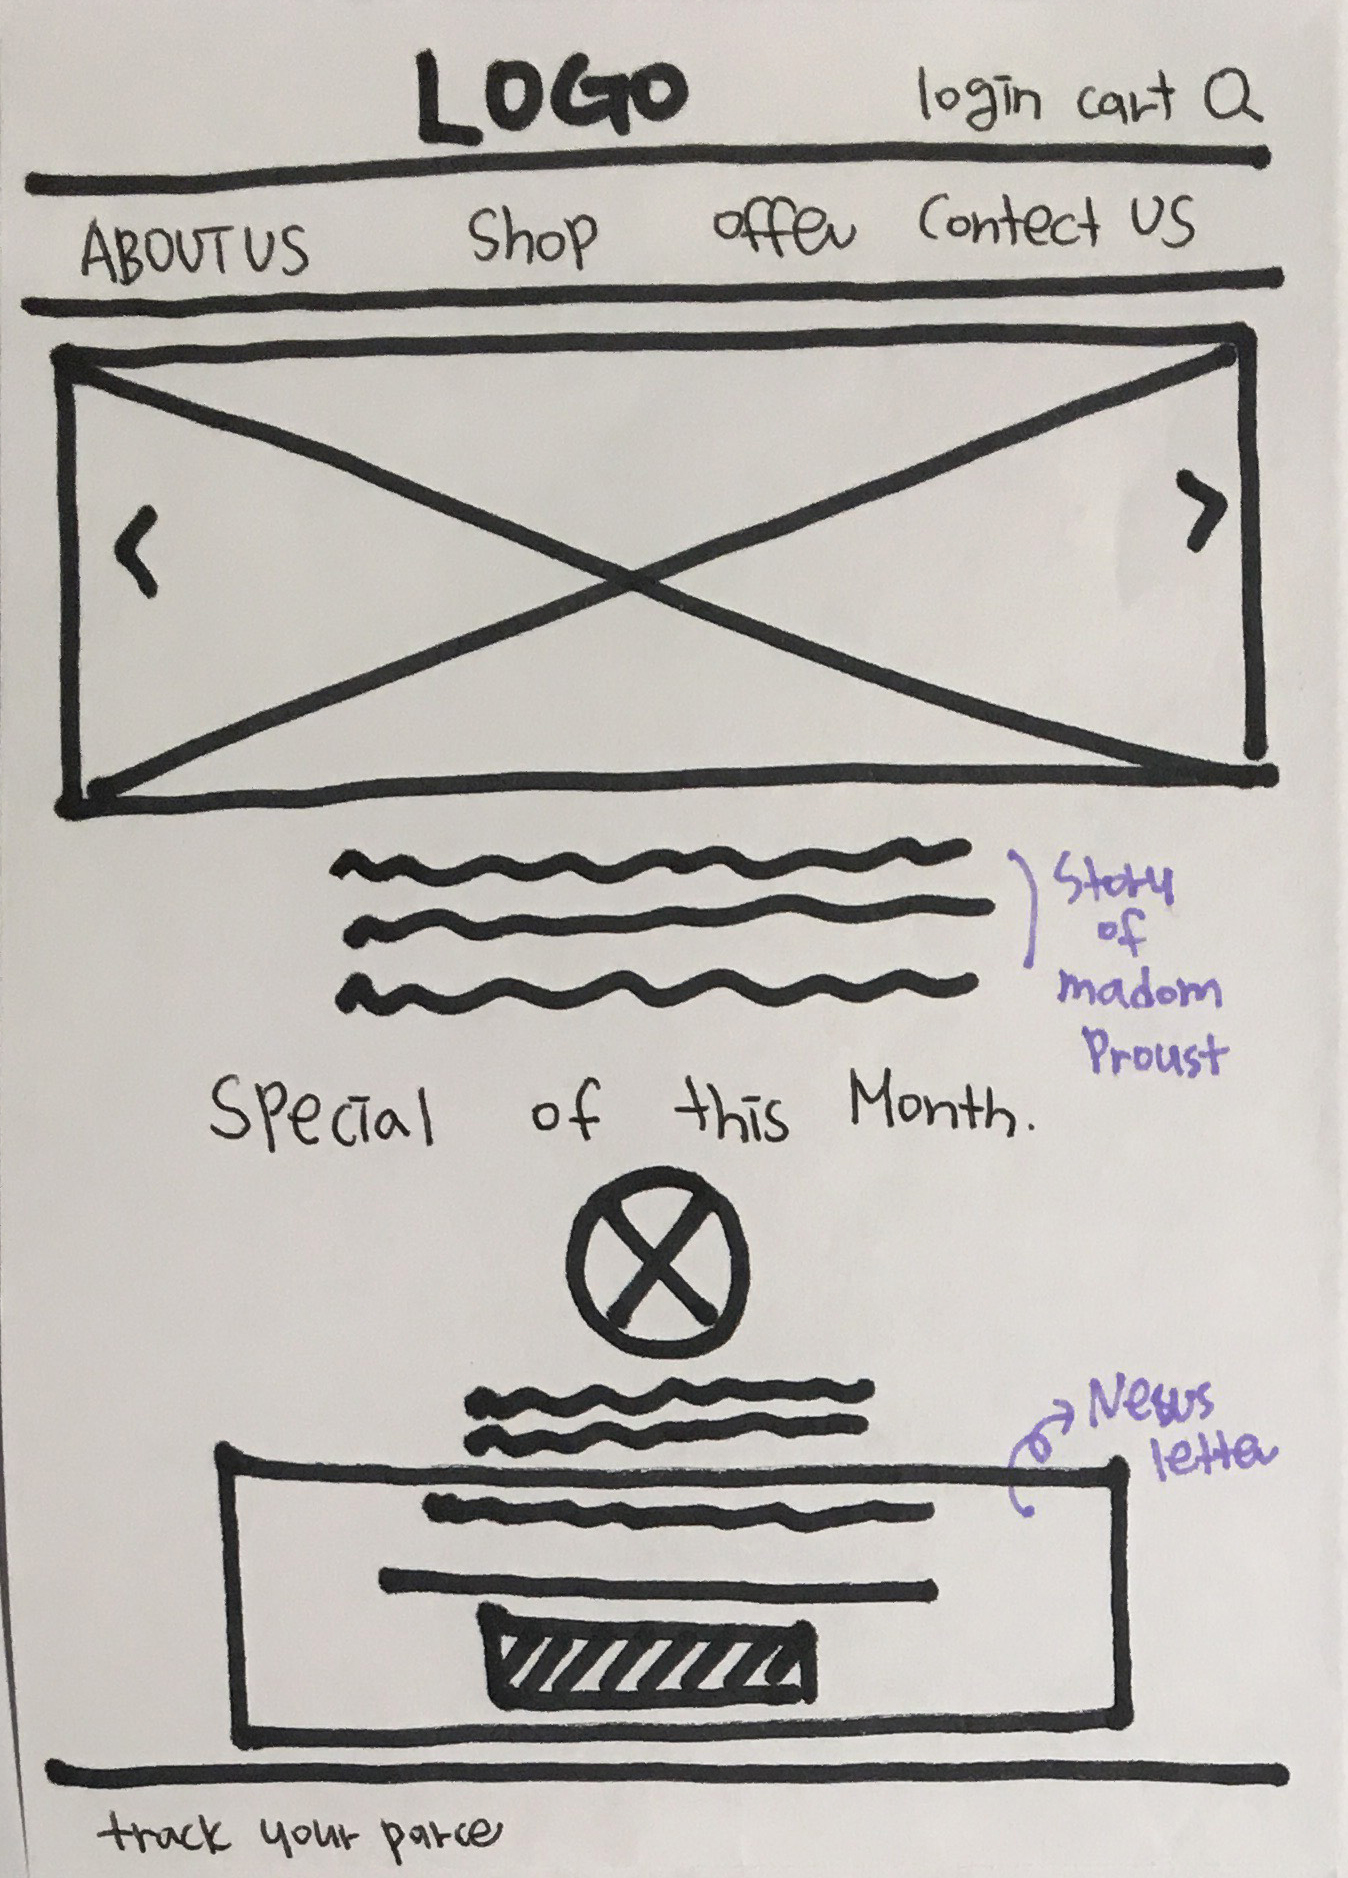 LOGO
login cart
ABOUT US Shop offer Contect US
Story
of
madom
Proust
Special of this Month.
News
letter
track your parce